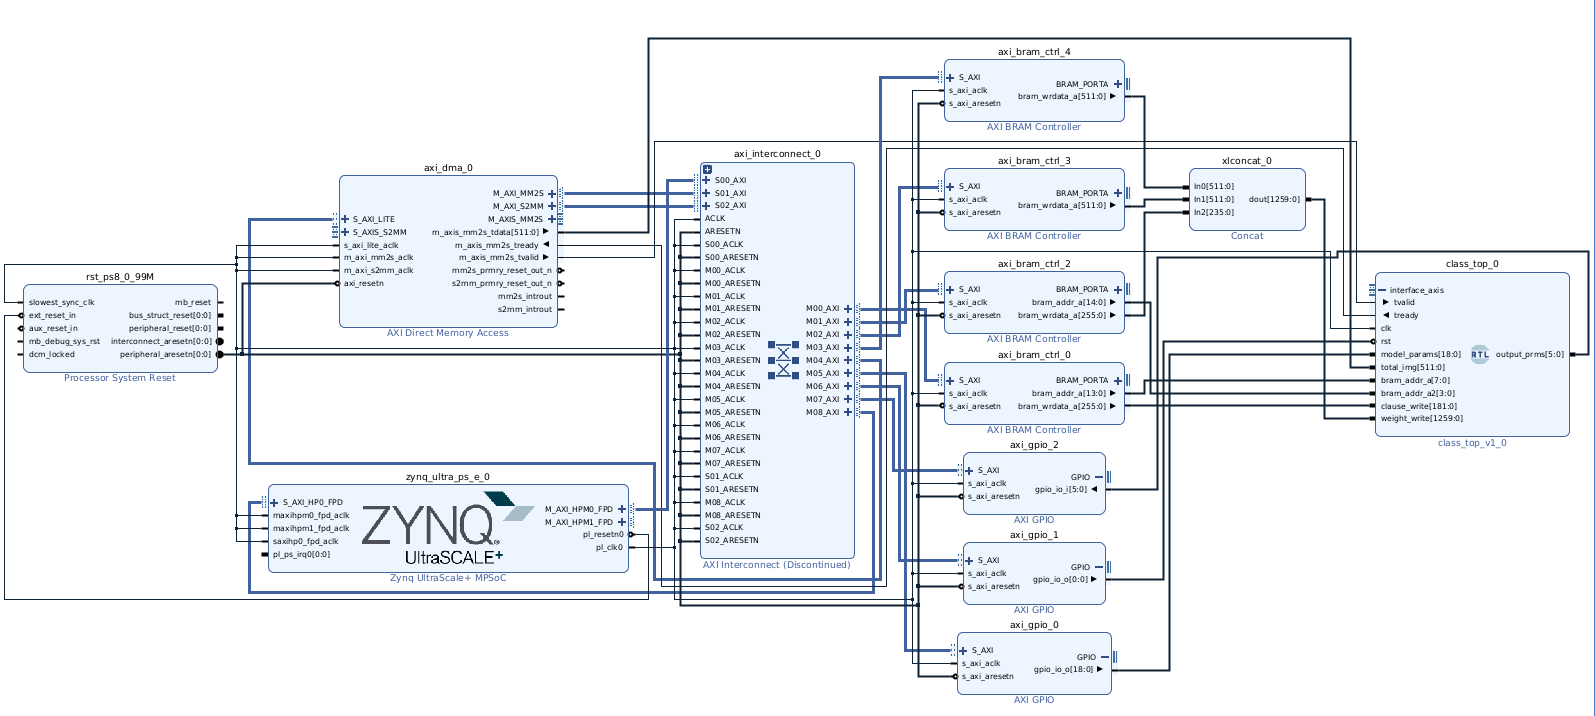 axi_bram_ctrl_4
S_AXI
s_axi_aclk
s_axi_aresetn
BRAM_PORTA
bram_wrdata_a[511:0]
AXI BRAM Controller
axi_dma_0
S_AXI_LITE
S_AXIS_S2MM
s_axi_lite_aclk
m_axi_mm2s_aclk
m_axi_s2mm_aclk
axi_resetn
M_AXI_MM2S
M_AXI_S2MM
M_AXIS_MM2S
m_axis_mm2s_tdata[511:0]
m_axis_mm2s_tready
m_axis_mm2s_tvalid
mm2s_prmry_reset_out_n
s2mm_prmry_reset_out_n
mm2s_introut
s2mm_introut
AXI Direct Memory Access
rst_ps8_0_99M
slowest_sync_clk
ext_reset_in
aux_reset_in
mb_debug_sys_rst
dcm_locked
mb_reset
bus_struct_reset[0:0]
peripheral_reset[0:0]
interconnect_aresetn[0:0]
peripheral_aresetn[0:0]
Processor System Reset
zynq_ultra_ps_e_0
S_AXI_HP0_FPD
maxihpm0_fpd_aclk
maxihpm1_fpd_aclk
saxihp0_fpd_aclk
pl_ps_irq0[0:0]
ZYNQ
UltraSCALE+
M_AXI_HPM0_FPD
M_AXI_HPM1_FPD
pl_resetn0
pl_clk0
Zynq UltraScale+ MPSoC
axi_interconnect_0
S00_AXI
S01_AXI
S02_AXI
ACLK
ARESETN
S00_ACLK
S00_ARESETN
M00_ACLK
M00_ARESETN
M01_ACLK
M01_ARESETN
M02_ACLK
M02_ARESETN
M03_ACLK
M03_ARESETN
M04_ACLK
M04_ARESETN
M05_ACLK
M05_ARESETN
M06_ACLK
M06_ARESETN
M07_ACLK
M07_ARESETN
S01_ACLK
S01_ARESETN
M08_ACLK
M08_ARESETN
S02_ACLK
S02_ARESETN
M00_AXI
M01_AXI
M02_AXI
M03_AXI
M04_AXI
M05_AXI
M06_AXI
M07_AXI
M08_AXI
AXI Interconnect (Discontinued)
axi_bram_ctrl_3
S_AXI
s_axi_aclk
s_axi_aresetn
BRAM_PORTA
bram_wrdata_a[511:0]
AXI BRAM Controller
xlconcat_0
In0[511:0]
In1[511:0]
In2[235:0]
dout[1259:0]
Concat
axi_bram_ctrl_2
S_AXI
s_axi_aclk
s_axi_aresetn
BRAM_PORTA
bram_addr_a[14:0]
bram_wrdata_a[255:0]
AXI BRAM Controller
axi_bram_ctrl_0
S_AXI
s_axi_aclk
s_axi_aresetn
BRAM_PORTA
bram_addr_a[13:0]
bram_wrdata_a[255:0]
AXI BRAM Controller
axi_gpio_2
S_AXI
s_axi_aclk
s_axi_aresetn
GPIO
gpio_io_i[5:0]
AXI GPIO
axi_gpio_1
S_AXI
s_axi_aclk
s_axi_aresetn
GPIO
gpio_io_o[0:0]
AXI GPIO
axi_gpio_0
S_AXI
s_axi_aclk
s_axi_aresetn
GPIO
gpio_io_o[18:0]
AXI GPIO
class_top_0
interface_axis
tvalid
tready
clk
rst
model_params[18:0]
total_img[511:0]
bram_addr_a[7:0]
bram_addr_a2[3:0]
clause_write[181:0]
weight_write[1259:0]
RTL
output_prms[5:0]
class_top_v1_0